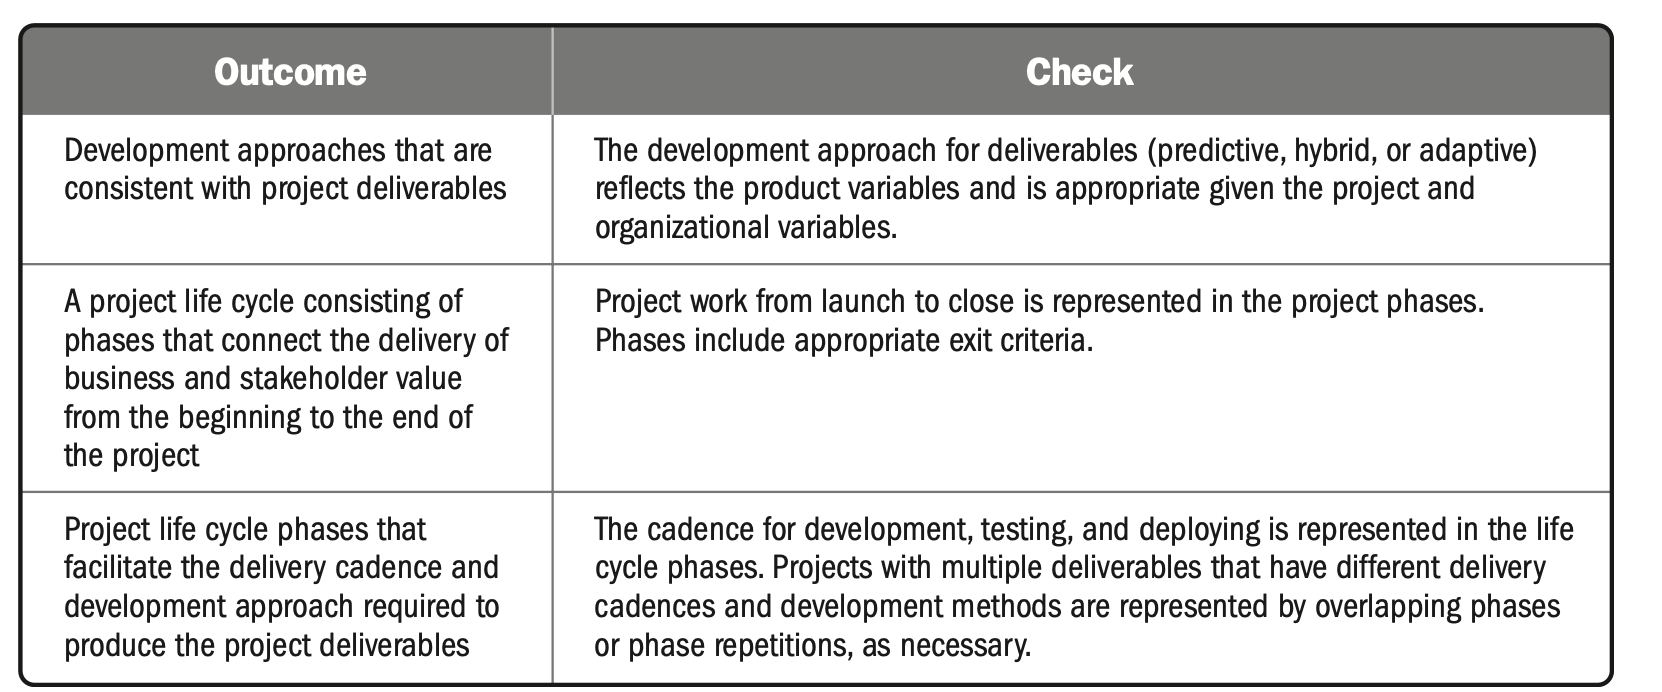 Outcome
Check
Development approaches that are
consistent with project deliverables
The development approach for deliverables (predictive, hybrid, or adaptive)
reflects the product variables and is appropriate given the project and
organizational variables.
A project life cycle consisting of
phases that connect the delivery of
business and stakeholder value
from the beginning to the end of
the project
Project work from launch to close is represented in the project phases.
Phases include appropriate exit criteria.
Project life cycle phases that
facilitate the delivery cadence and
development approach required to
produce the project deliverables
The cadence for development, testing, and deploying is represented in the life
cycle phases. Projects with multiple deliverables that have different delivery
cadences and development methods are represented by overlapping phases
or phase repetitions, as necessary.